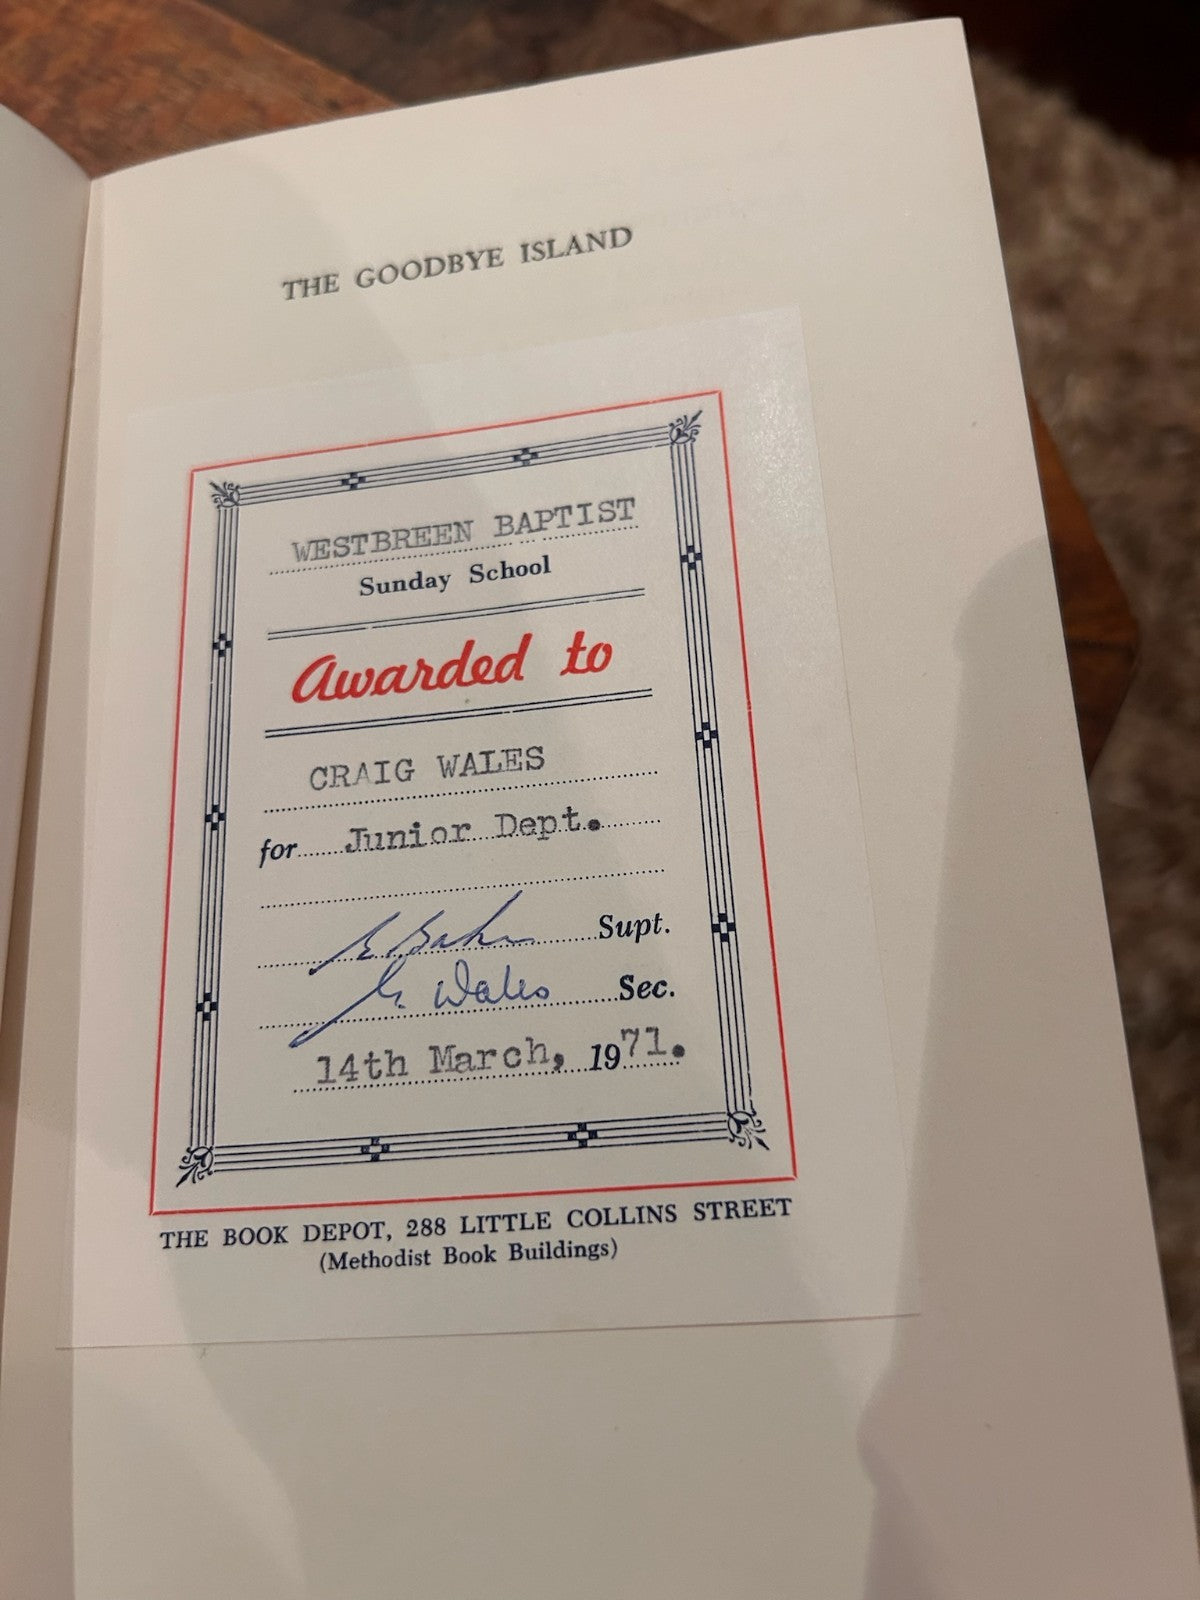 THE GOODBYE ISLAND
WESTBREEN BAPTIST
Sunday School
Awarded to
CRAIG WALES
for Junior Dept.
Supt.
Wales Sec.
14th March, 1971.
THE BOOK DEPOT, 288 LITTLE COLLINS STREET
(Methodist Book Buildings)